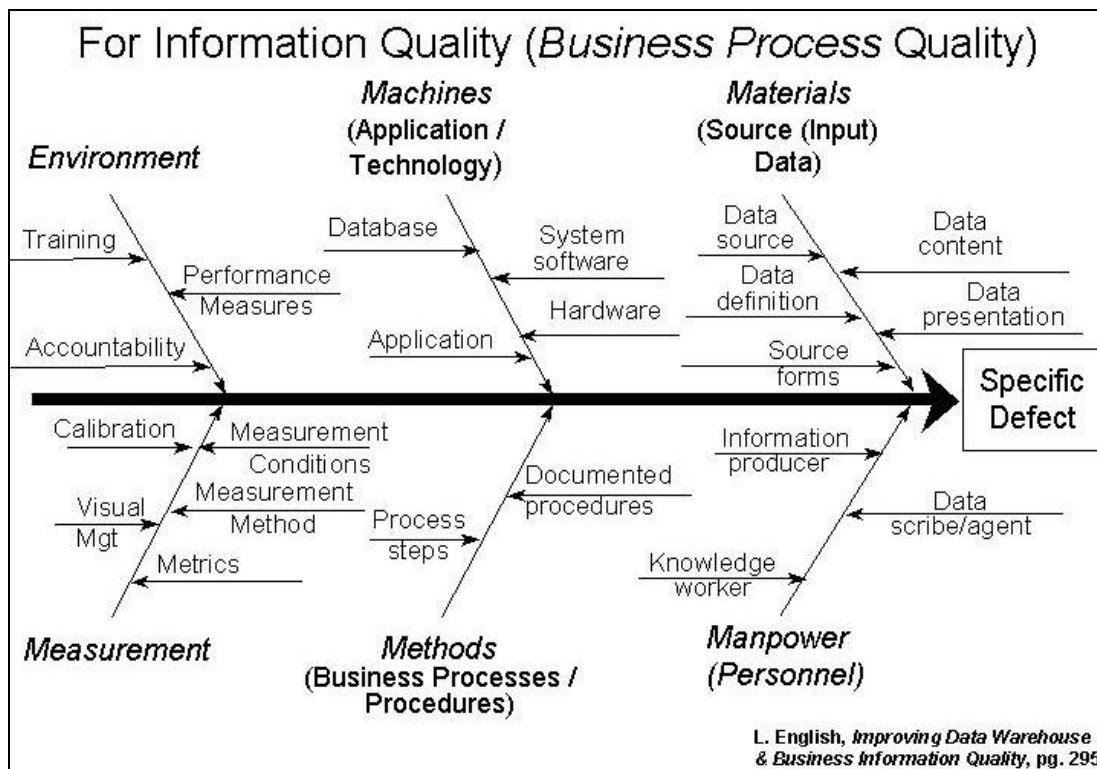 For Information Quality (Business Process Quality)
Machines
(Application /
Technology)
Materials
(Source (Input)
Data)
Environment
Training
Performance
Measures
Accountability
Database
System
software
Hardware
Application
Data
source
Data
content
Data
definition
Data
presentation
Source
forms
Specific
Defect
Calibration
Measurement
Conditions
Measurement
Method
Visual
Mgt
Metrics
Documented
procedures
Process
steps
Information
producer
Data
scribe/agent
Knowledge
worker
Measurement
Methods
(Business Processes /
Procedures)
Manpower
(Personnel)
L. English, Improving Data Warehouse
& Business Information Quality, pg. 295